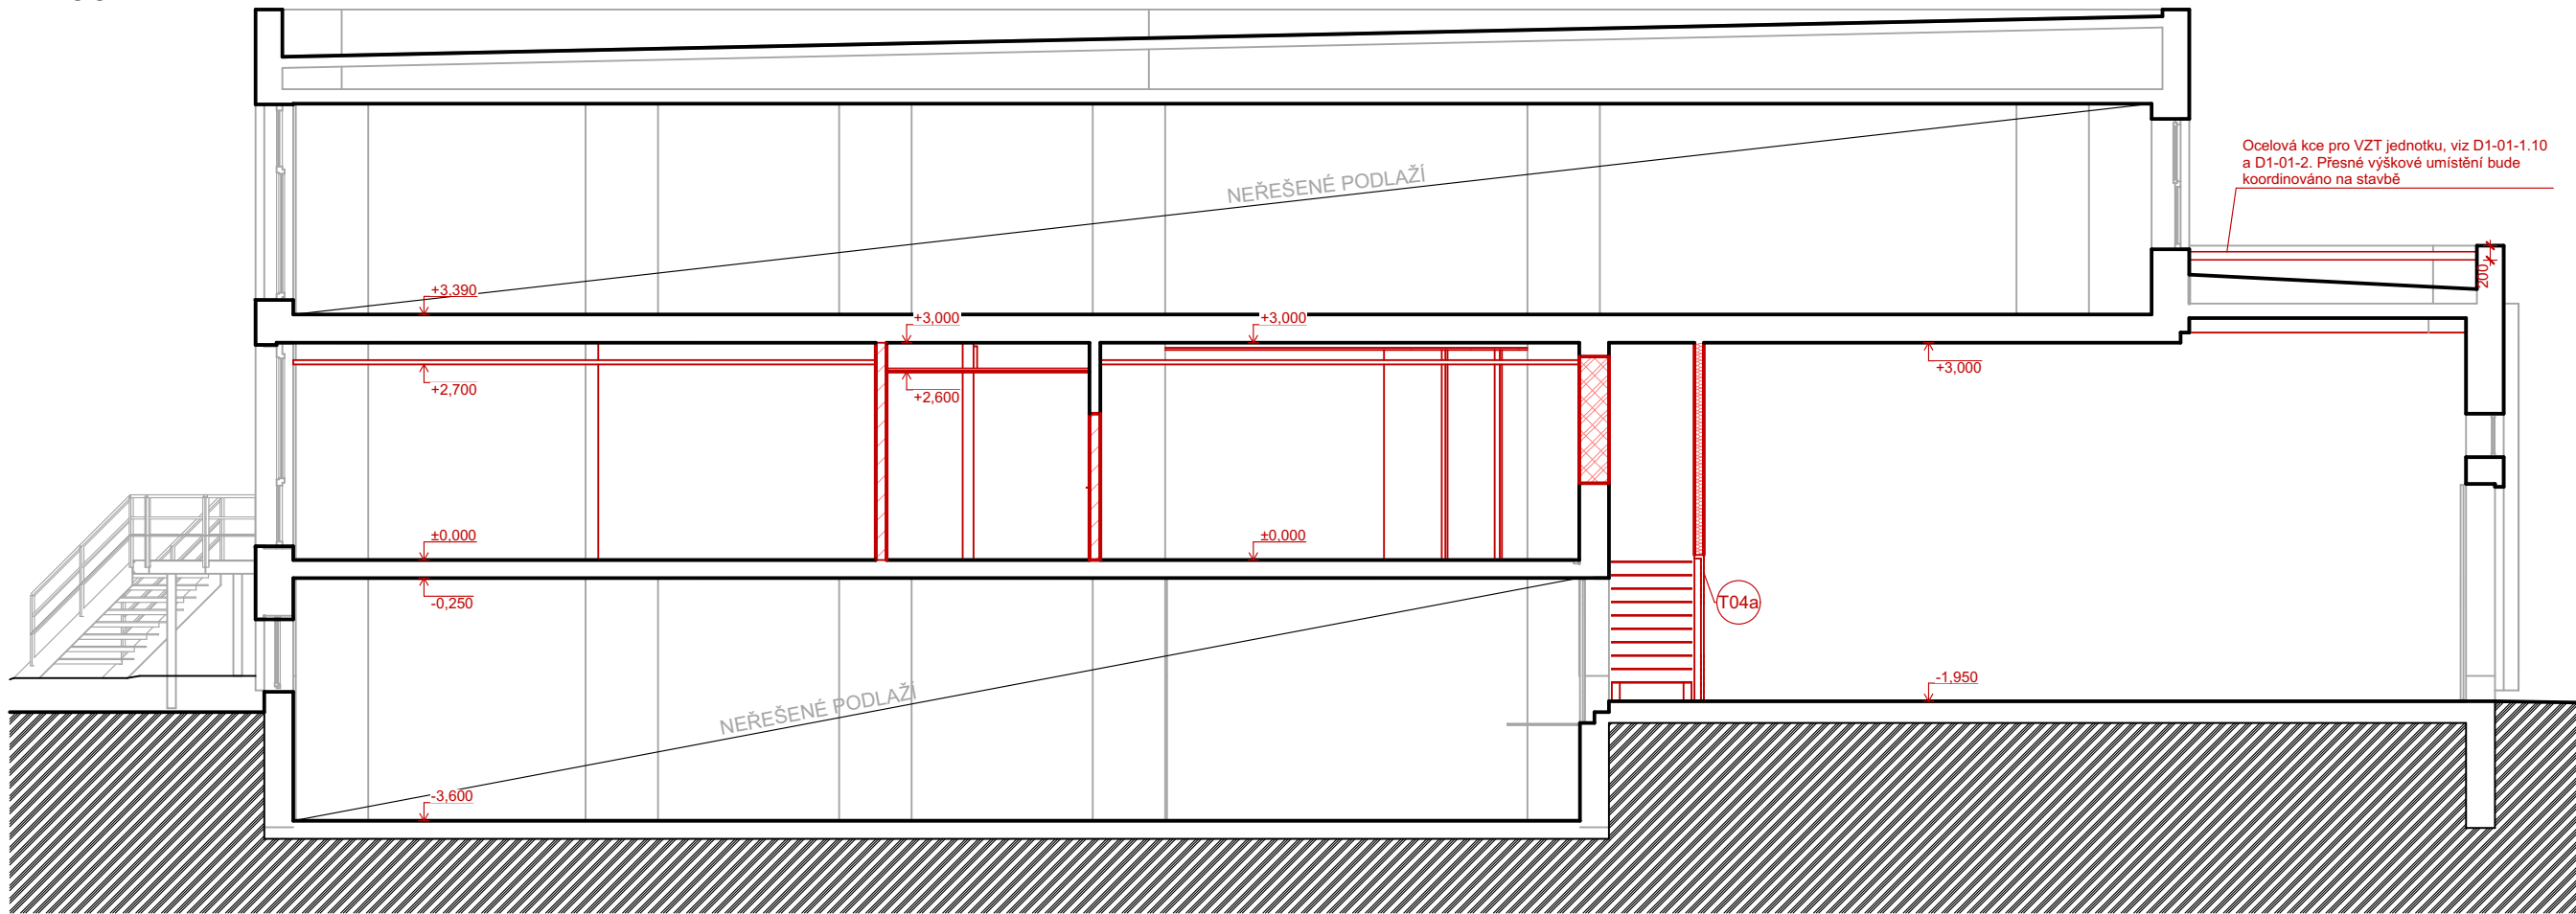 Ocelová kce pro VZT jednotku, viz D1-01-1.10
a D1-01-2. Přesné výškové umístění bude
koordinováno na stavbě
NEŘEŠENÉ PODLAŽÍ
200
+3,390
+3,000
+3,000
+2,700
+2,600
+3,000
±0,000
±0,000
-0,250
T04a
-1,950
NEŘEŠENÉ PODLAŽÍ
-3,600